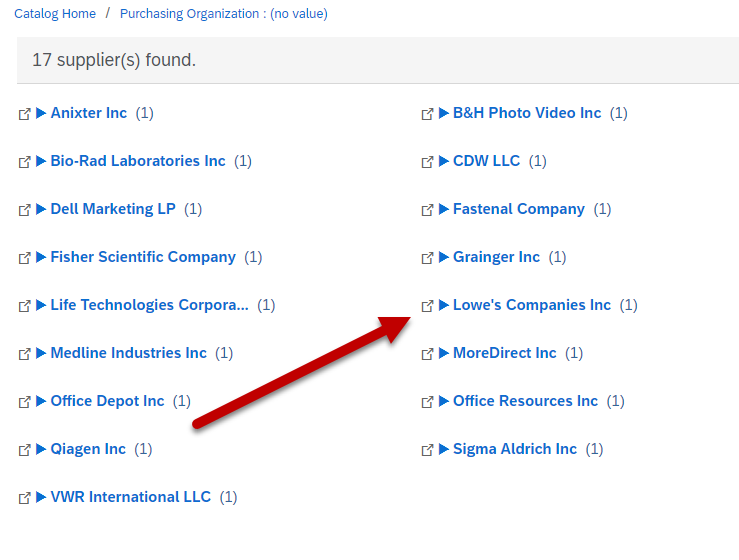 Catalog Home / Purchasing Organization : (no value)
17 supplier(s) found.
Anixter Inc (1)
B&H Photo Video Inc (1)
Bio-Rad Laboratories Inc (1)
CDW LLC (1)
Dell Marketing LP (1)
Fastenal Company (1)
Fisher Scientific Company (1)
Grainger Inc (1)
Life Technologies Corpora... (1)
Lowe's Companies Inc (1)
Medline Industries Inc (1)
MoreDirect Inc (1)
Office Depot Inc (1)
Office Resources Inc (1)
Qiagen Inc (1)
Sigma Aldrich Inc (1)
VWR International LLC (1)